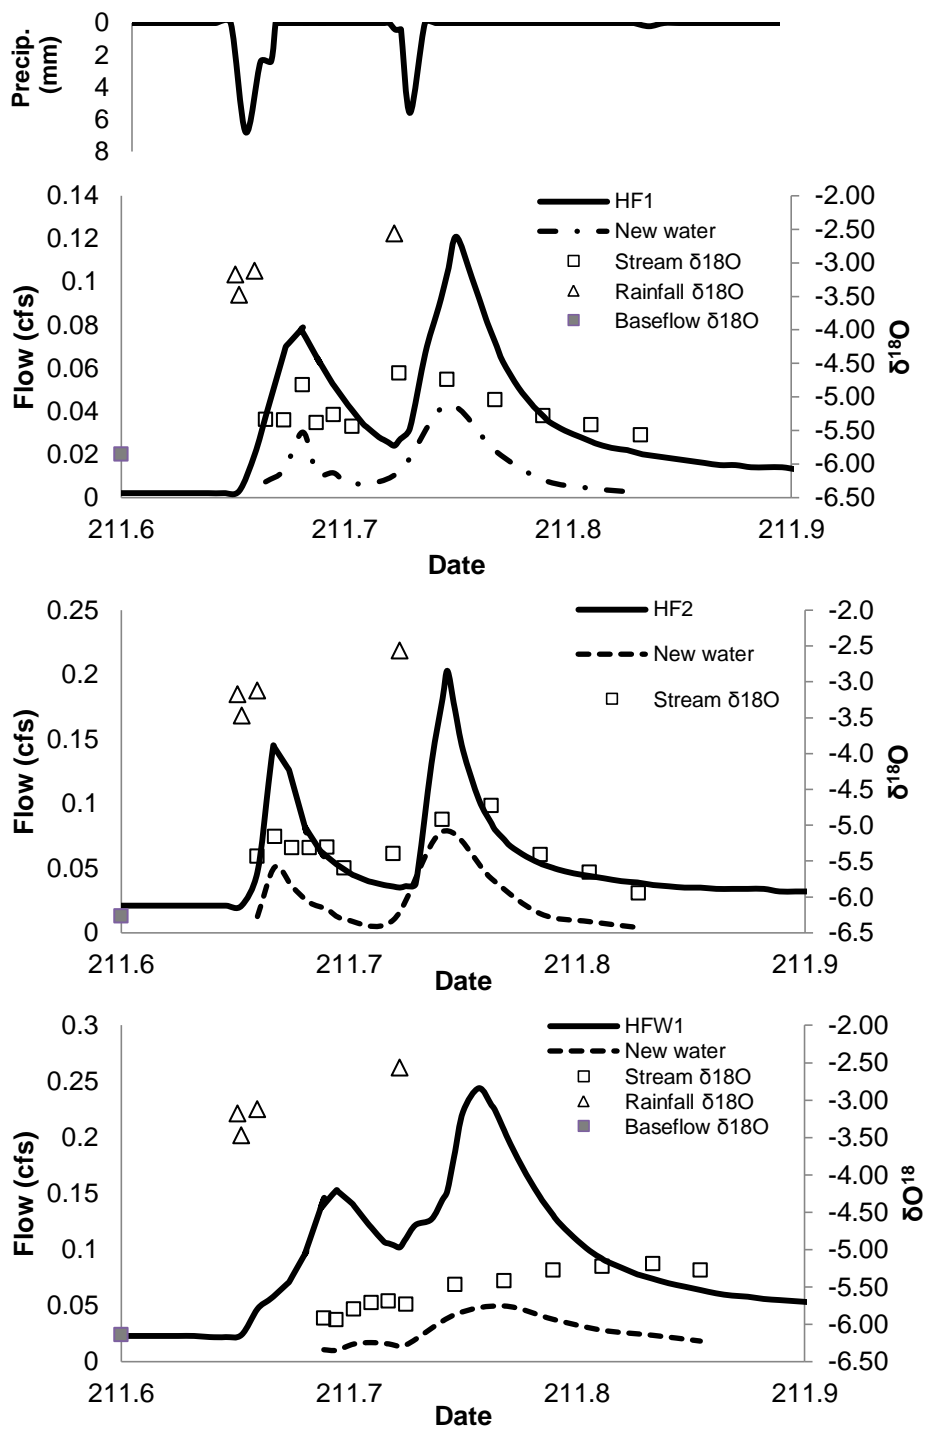 Precip.
(mm)
0
2
4
6
8
0.14
0.12
0.1
0.08
0.06
0.04
0.02
0
Flow (cfs)
HF1
New water
Stream δ18O
Rainfall δ18O
Baseflow δ18O
-2.00
-2.50
-3.00
-3.50
-4.00
-4.50
-5.00
-5.50
-6.00
-6.50
δ¹⁸O
211.6 211.7 211.8 211.9
Date
0.25
0.2
0.15
0.1
0.05
0
Flow (cfs)
HF2
New water
Stream δ18O
-2.0
-2.5
-3.0
-3.5
-4.0
-4.5
-5.0
-5.5
-6.0
-6.5
δ¹⁸O
211.6 211.7 211.8 211.9
Date
0.3
0.25
0.2
0.15
0.1
0.05
0
Flow (cfs)
HFW1
New water
Stream δ18O
Rainfall δ18O
Baseflow δ18O
-2.00
-2.50
-3.00
-3.50
-4.00
-4.50
-5.00
-5.50
-6.00
-6.50
δO¹⁸
211.6 211.7 211.8 211.9
Date